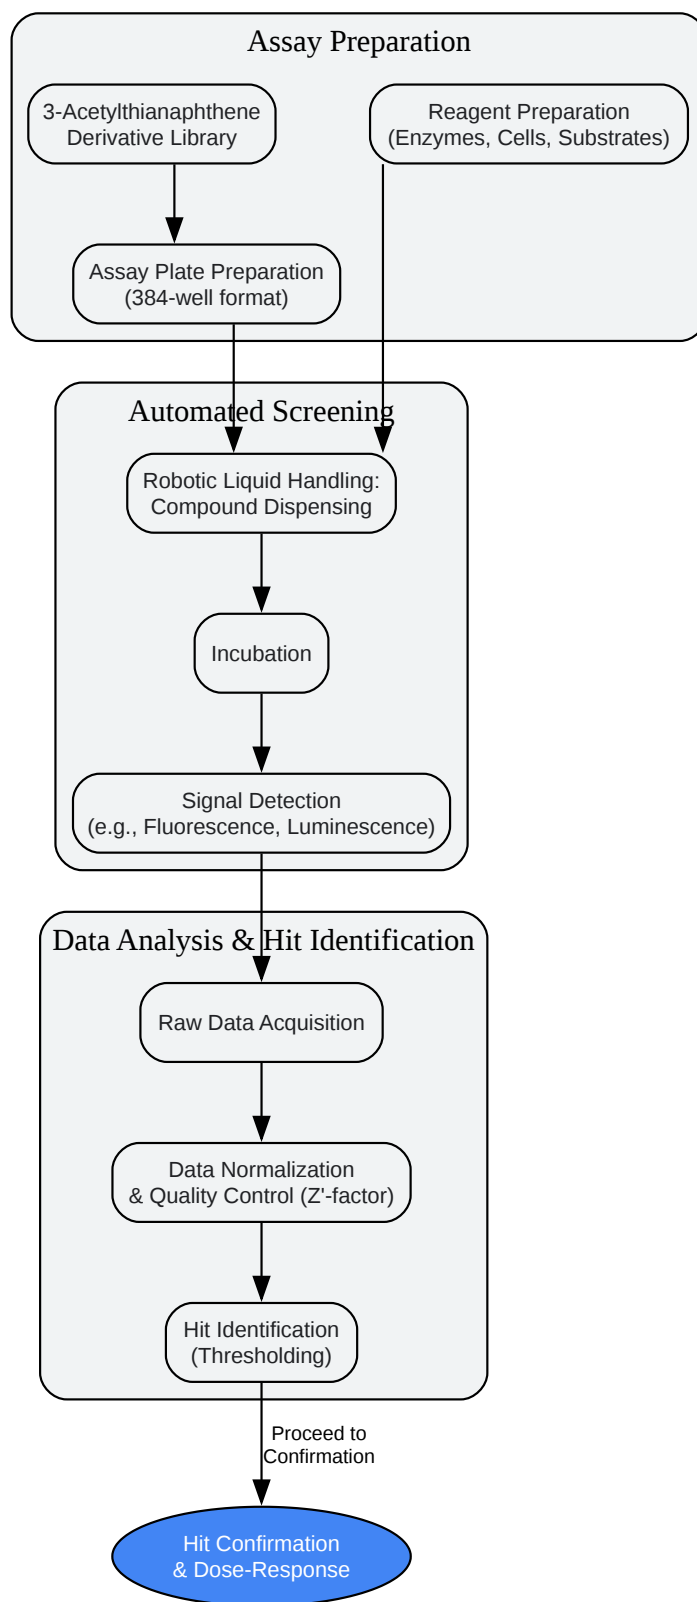 Assay Preparation
3-Acetylthianaphthene
Derivative Library
Reagent Preparation
(Enzymes, Cells, Substrates)
Assay Plate Preparation
(384-well format)
Automated Screening
Robotic Liquid Handling:
Compound Dispensing
Incubation
Signal Detection
(e.g., Fluorescence, Luminescence)
Data Analysis & Hit Identification
Raw Data Acquisition
Data Normalization
& Quality Control (Z'-factor)
Hit Identification
(Thresholding)
Proceed to
Confirmation
Hit Confirmation
& Dose-Response